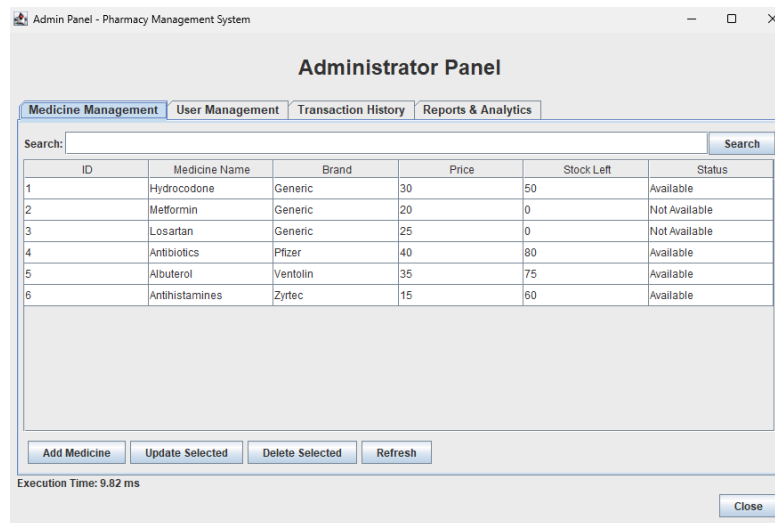 Admin Panel - Pharmacy Management System
Administrator Panel
Medicine Management User Management Transaction History Reports & Analytics
Search: Search
ID Medicine Name Brand Price Stock Left Status
1 Hydrocodone Generic 30 50 Available
2 Metformin Generic 20 0 Not Available
3 Losartan Generic 25 0 Not Available
4 Antibiotics Pfizer 40 80 Available
5 Albuterol Ventolin 35 75 Available
6 Antihistamines Zyrtec 15 60 Available
Add Medicine Update Selected Delete Selected Refresh
Execution Time: 9.82 ms
Close